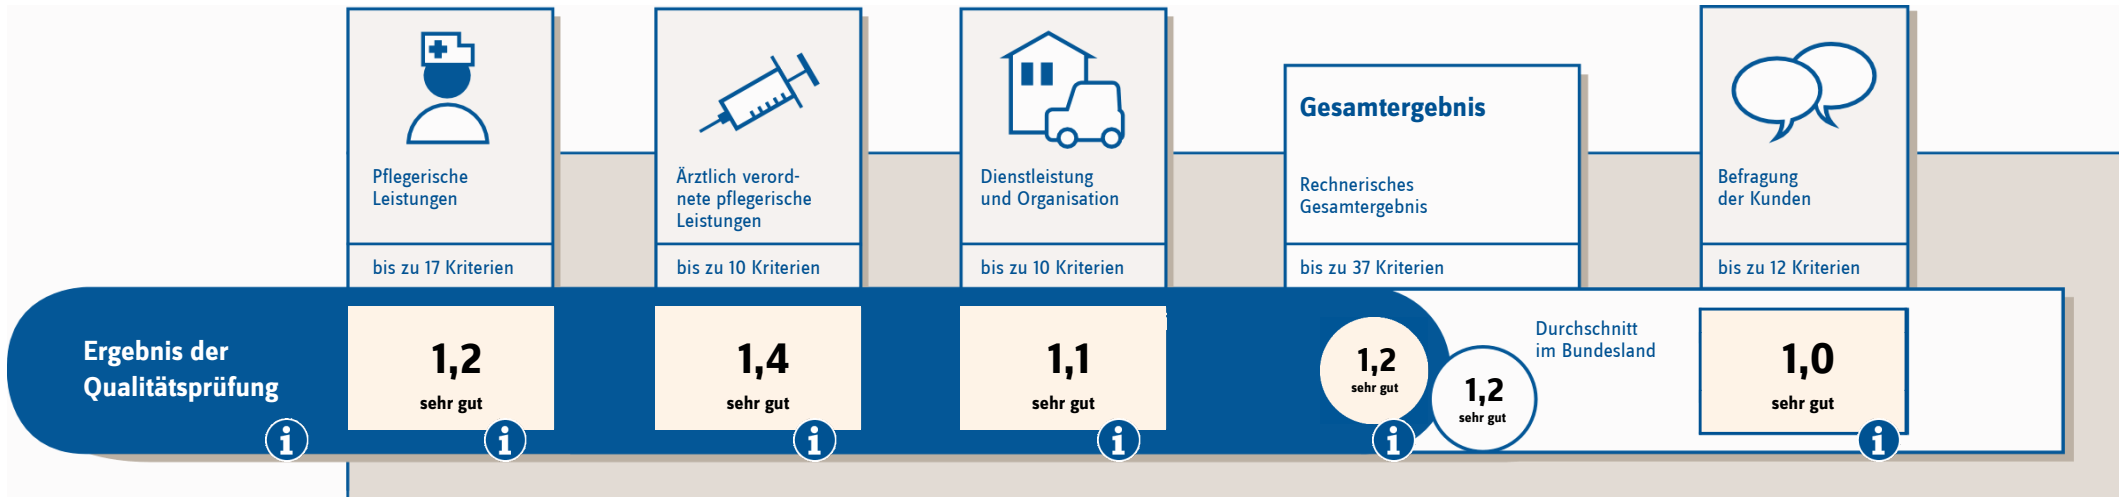 Pflegerische
Leistungen
bis zu 17 Kriterien
Ärztlich verord-
nete pflegerische
Leistungen
bis zu 10 Kriterien
Dienstleistung
und Organisation
bis zu 10 Kriterien
Gesamtergebnis
Rechnerisches
Gesamtergebnis
bis zu 37 Kriterien
Befragung
der Kunden
bis zu 12 Kriterien
Ergebnis der
Qualitätsprüfung
i
1,2
sehr gut
i
1,4
sehr gut
i
1,1
sehr gut
i
1,2
sehr gut
i
1,2
sehr gut
Durchschnitt
im Bundesland
1,0
sehr gut
i